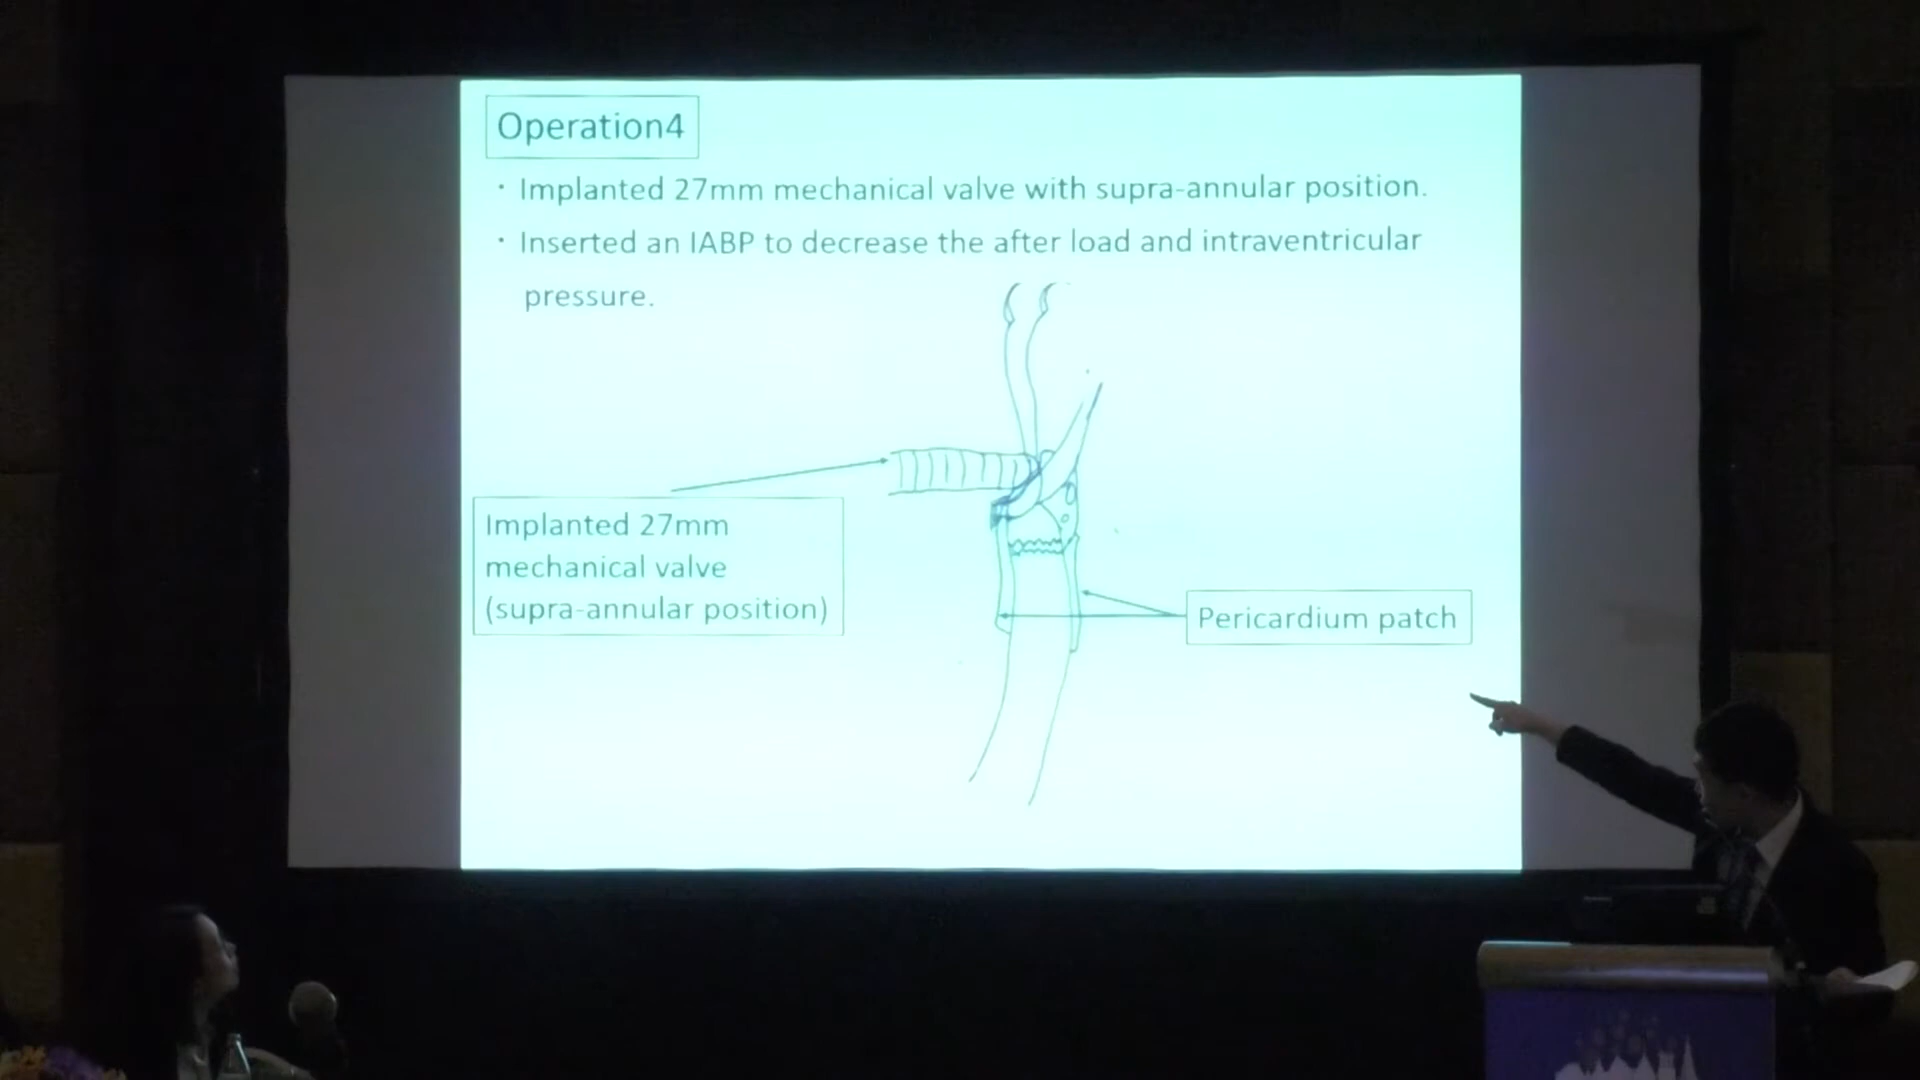 Operation4
・Implanted 27mm mechanical valve with supra-annular position.
・Inserted an IABP to decrease the after load and intraventricular
pressure.
Implanted 27mm
mechanical valve
(supra-annular position)
Pericardium patch